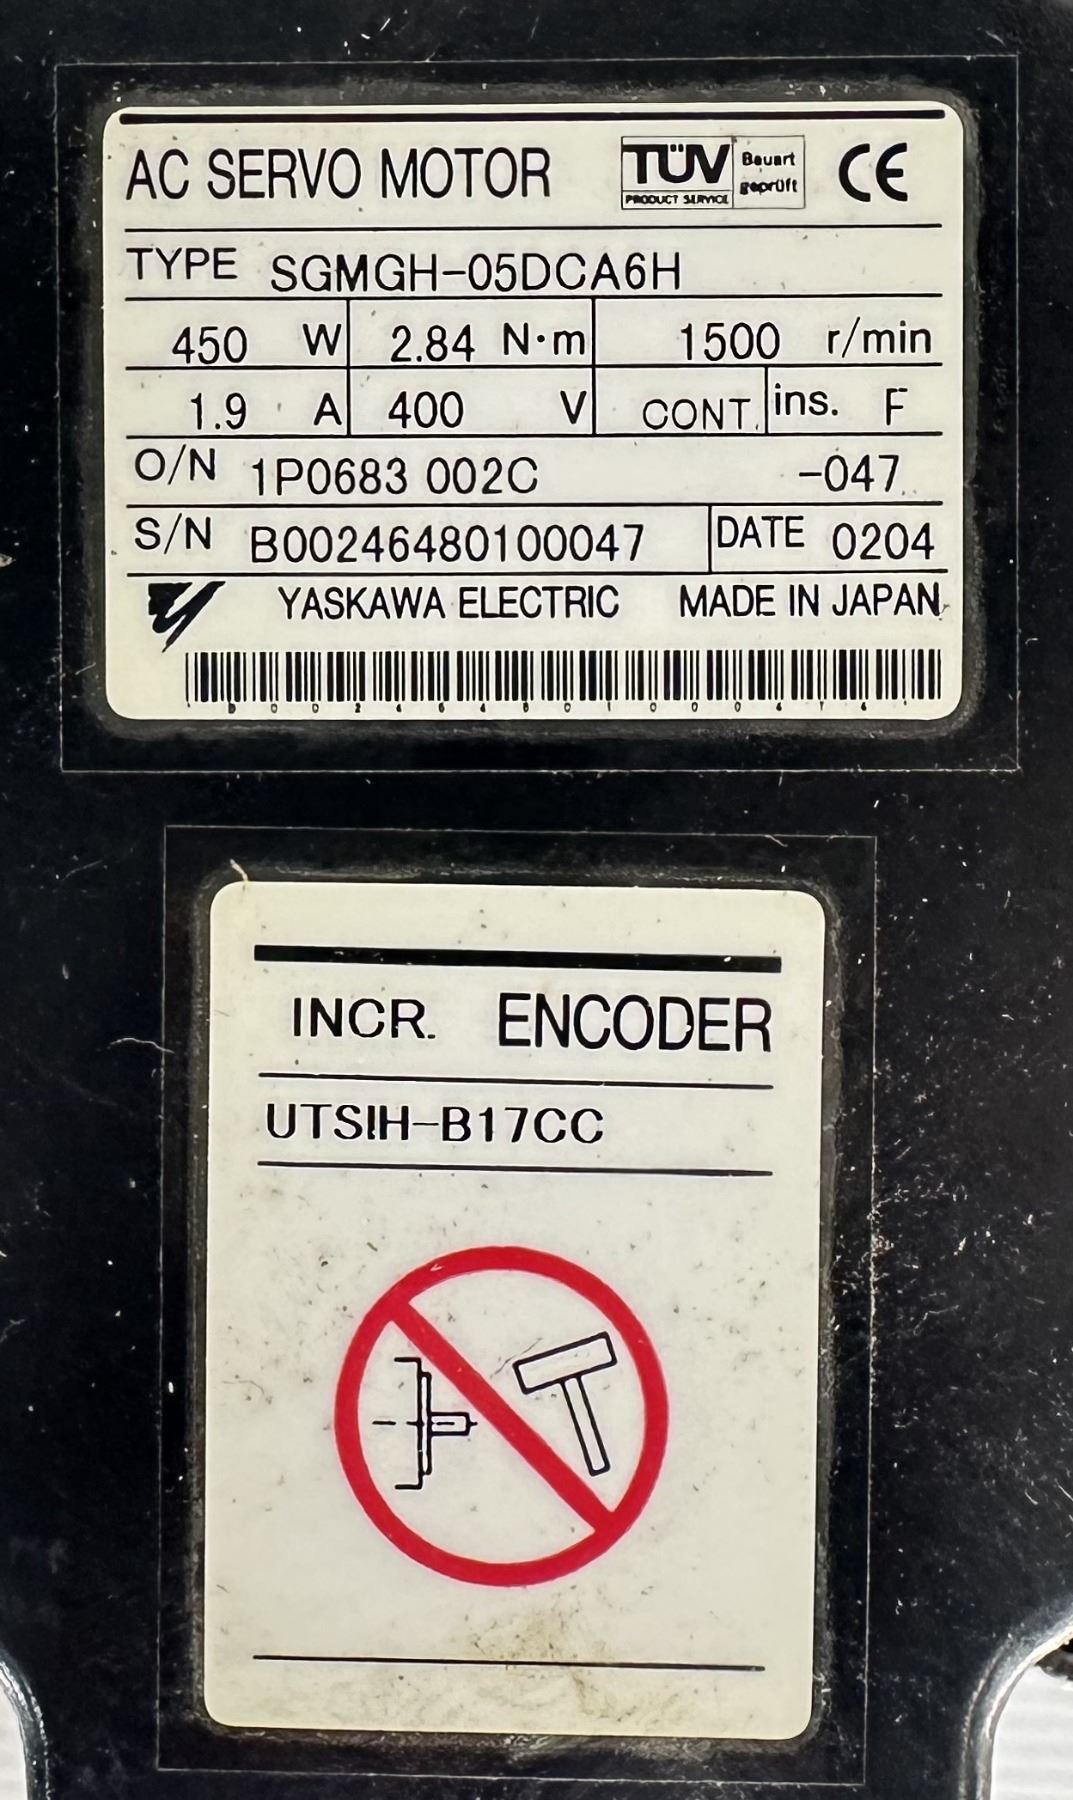 AC SERVO MOTOR TÜV PRODUCT SERVICE Bauart geprüft CE
TYPE SGMGH-05DCA6H
450 W 2.84 N·m 1500 r/min
1.9 A 400 V CONT. ins. F
O/N 1P0683 002C -047
S/N B00246480100047 DATE 0204
YASKAWA ELECTRIC MADE IN JAPAN
INCR. ENCODER
UTSIH-B17CC